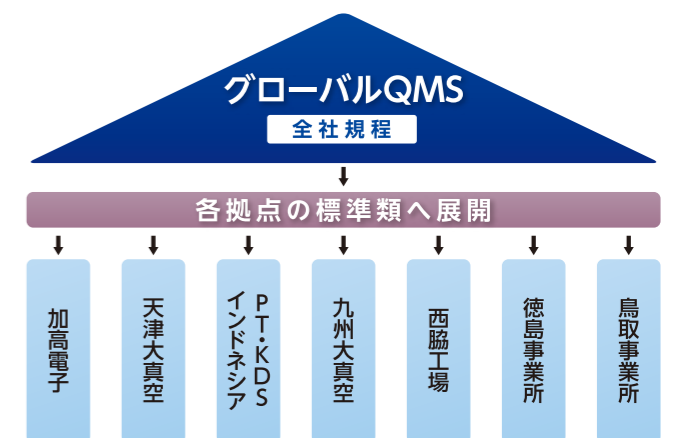 グローバルQMS
全社規程
各拠点の標準類へ展開
加高電子
天津大真空
PT・KDS
インドネシア
九州大真空
西脇工場
徳島事業所
鳥取事業所